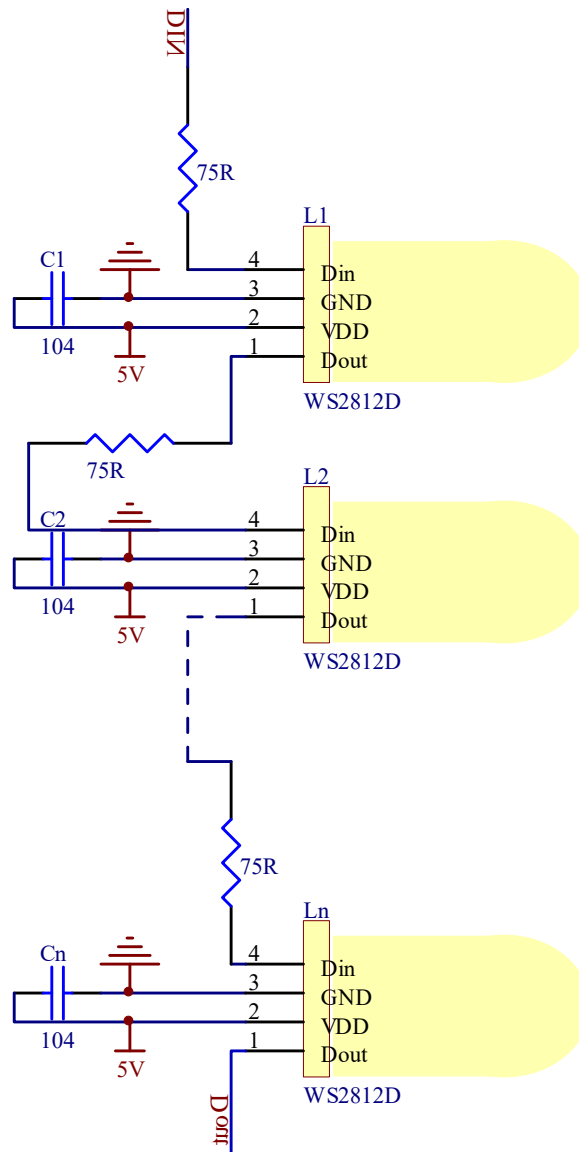 DIN
75R
L1
C1
4 Din
3 GND
2 VDD
104
1 Dout
5V
WS2812D
75R
L2
C2
4 Din
3 GND
2 VDD
104
1 Dout
5V
WS2812D
75R
Ln
Cn
4 Din
3 GND
2 VDD
104
1 Dout
5V
WS2812D
Dout